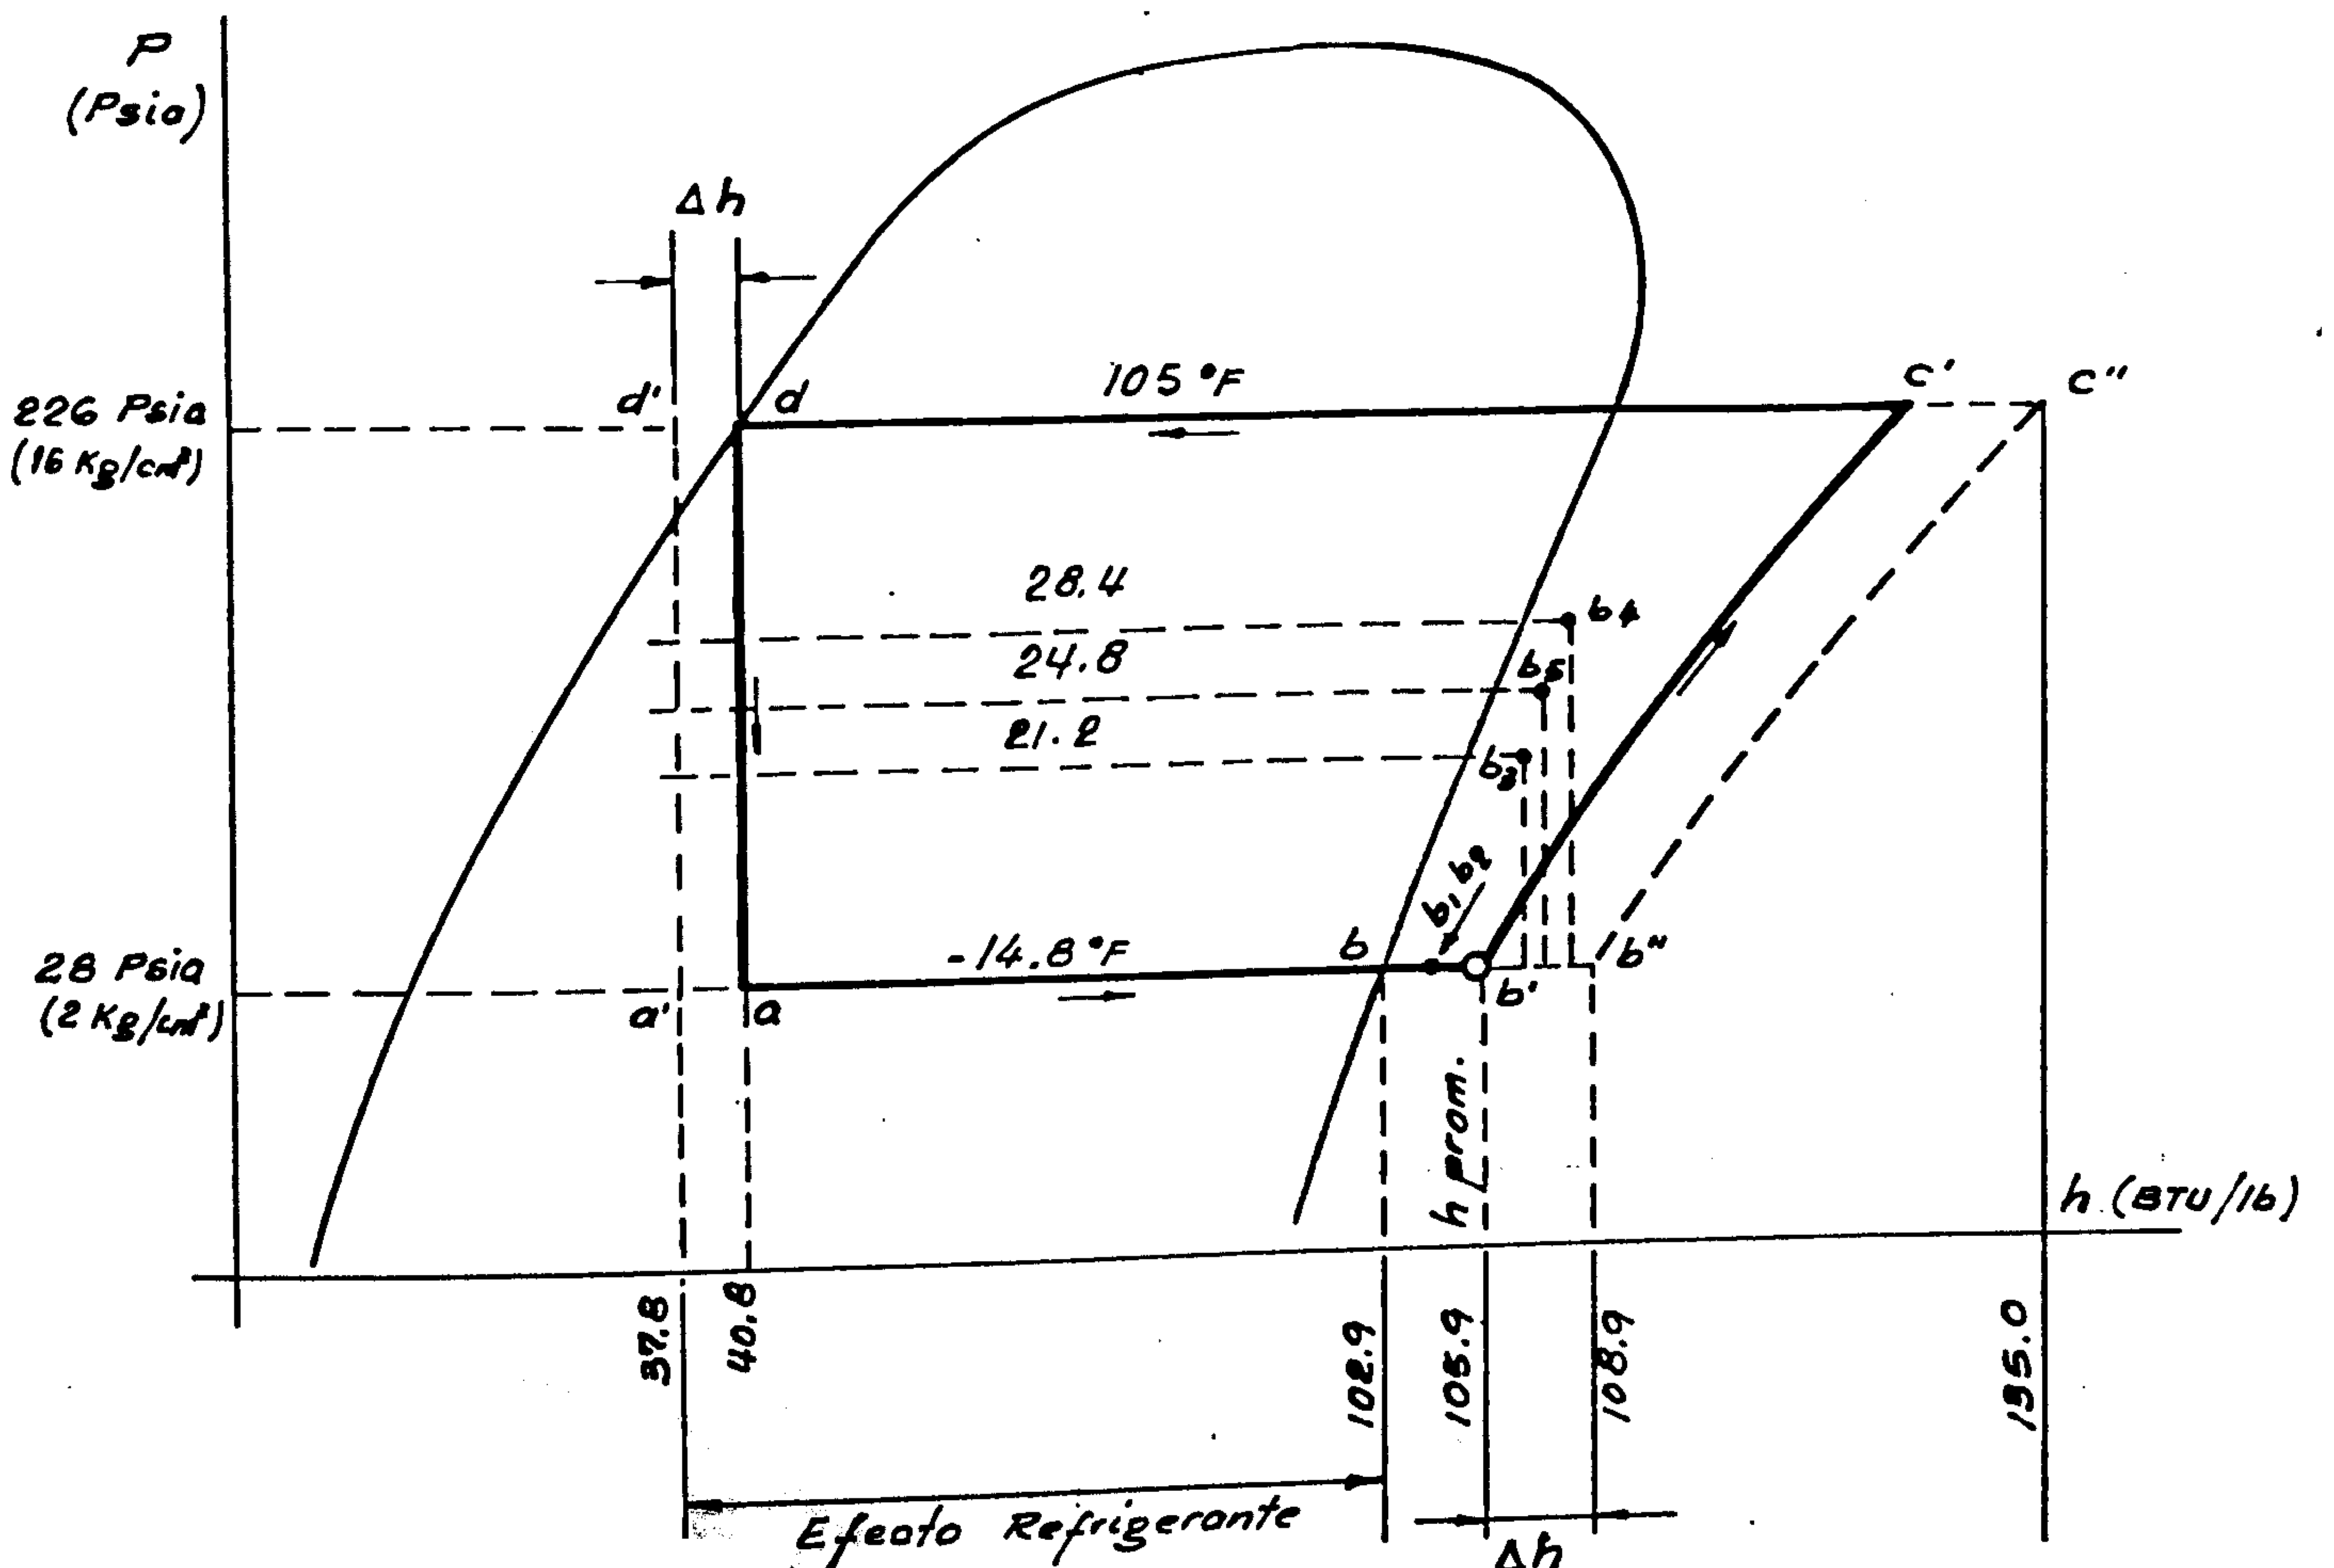 P
(Psia)
Δh
d'
d
105 °F
c'
c"
226 Psia
(16 Kg/cm²)
28.4
b4
24.8
b5
21.2
b3
b1 b2
28 Psia
(2 Kg/cm²)
-14.8 °F
b
b"
a'
a
b'
h prom.
h (BTU/lb)
37.8
40.8
102.9
105.9
108.9
135.0
Efecto Refrigerante
Δh